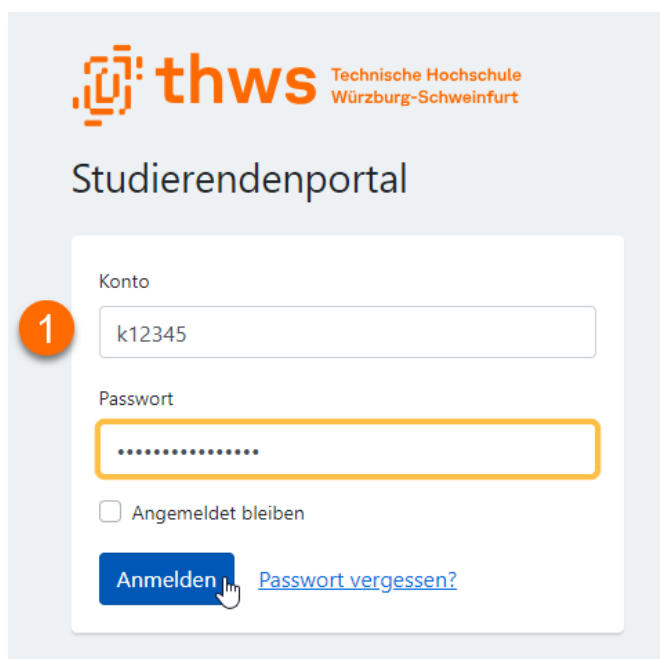 thws Technische Hochschule
Würzburg-Schweinfurt
Studierendenportal
Konto
1
k12345
Passwort
••••••••••••••••
Angemeldet bleiben
Anmelden Passwort vergessen?